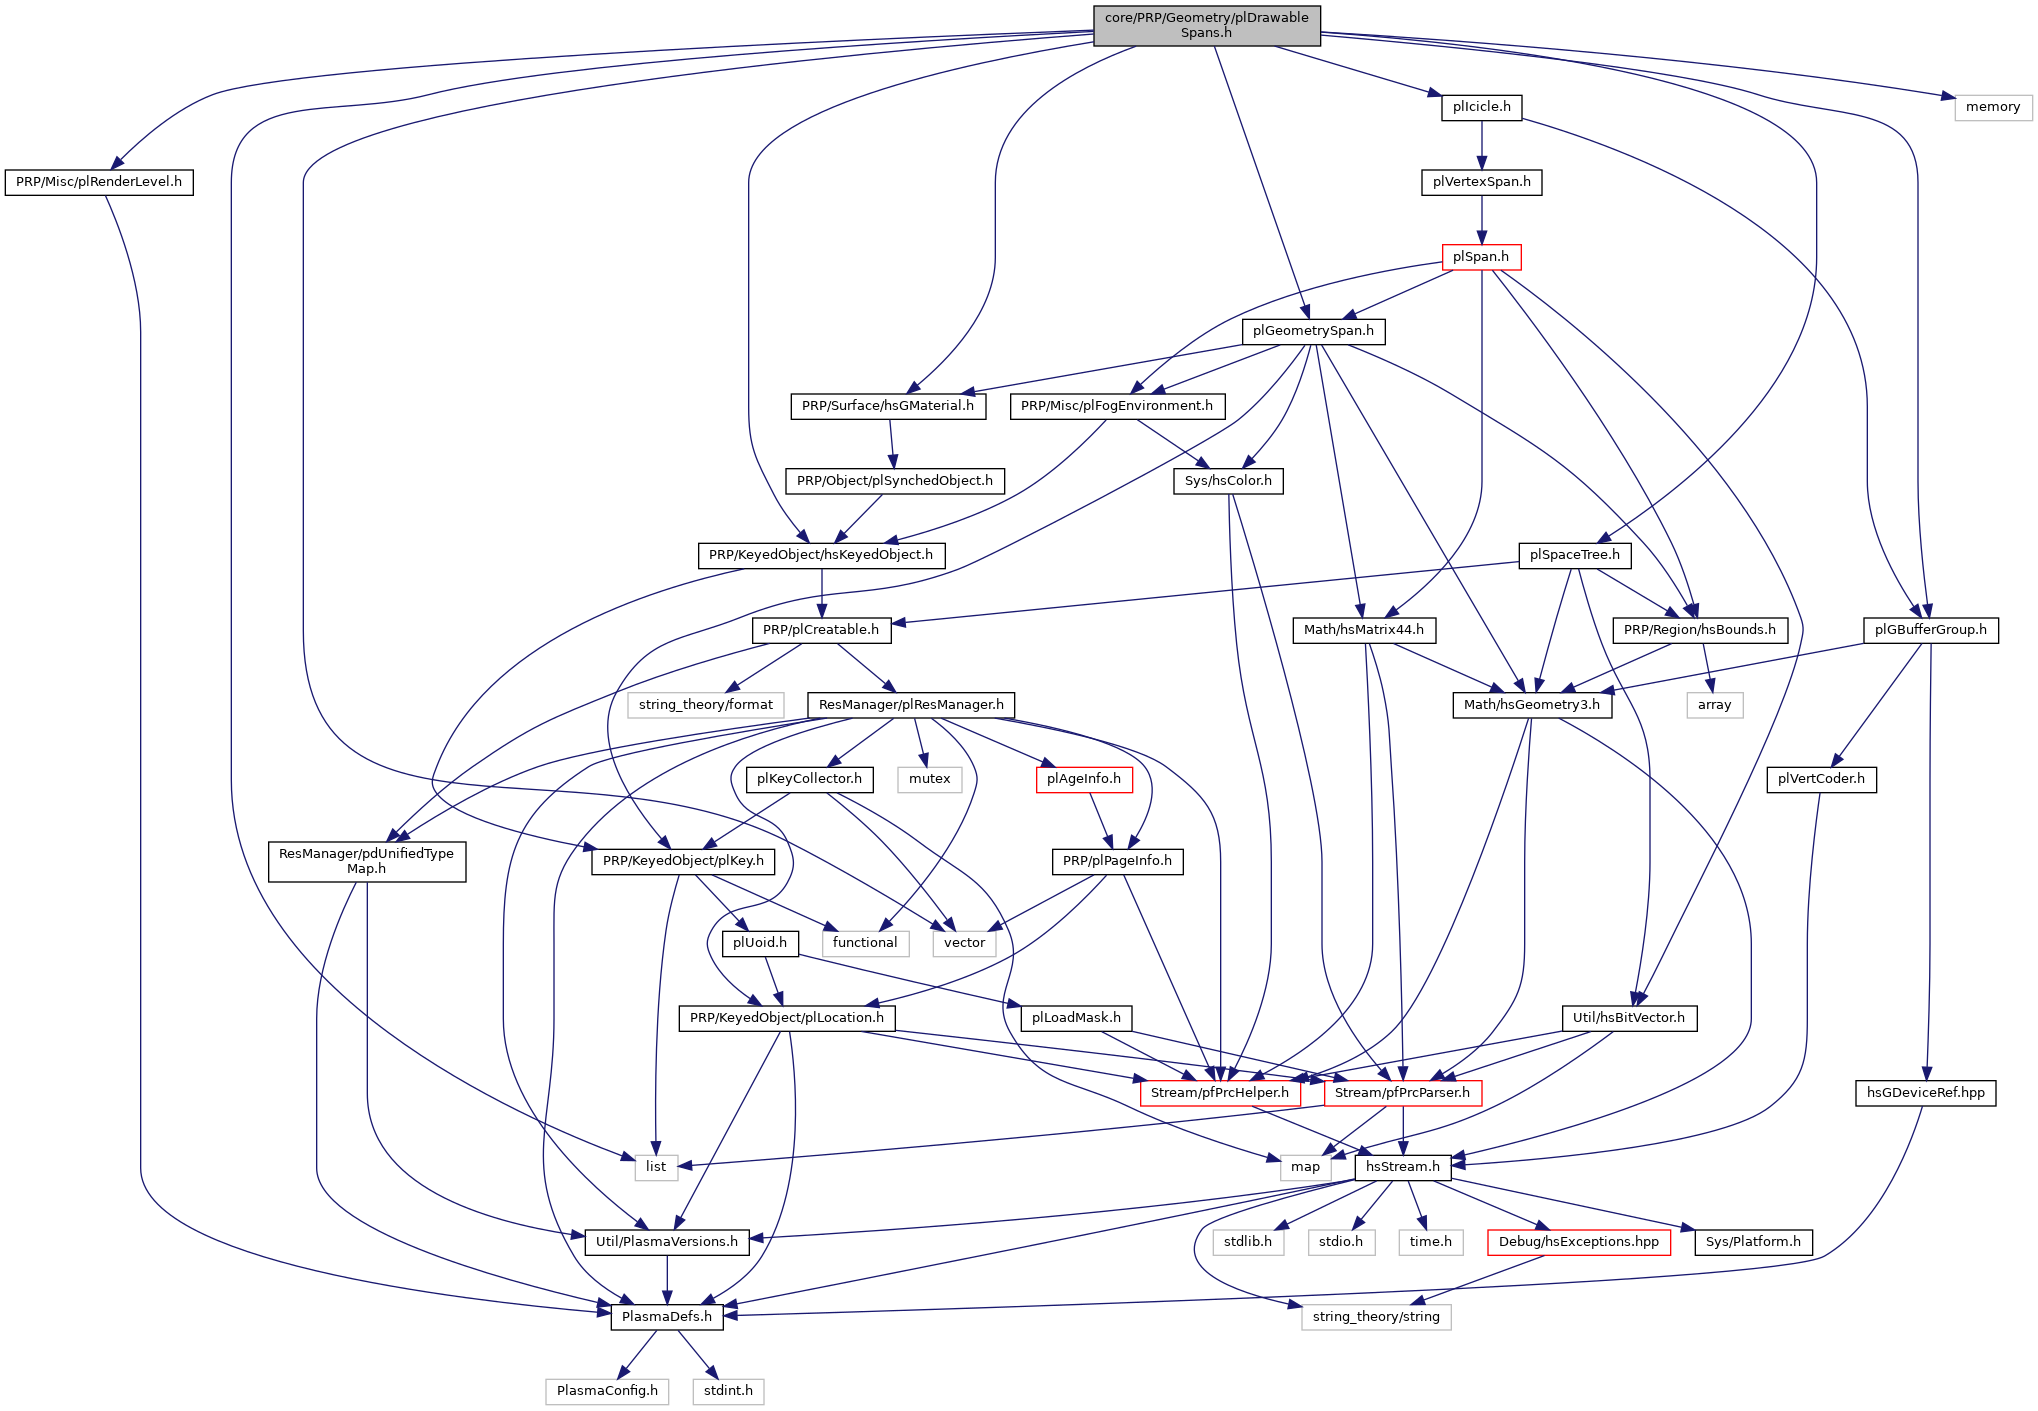 core/PRP/Geometry/plDrawable
Spans.h
plIcicle.h
memory
PRP/Misc/plRenderLevel.h
plVertexSpan.h
plSpan.h
plGeometrySpan.h
PRP/Surface/hsGMaterial.h
PRP/Misc/plFogEnvironment.h
PRP/Object/plSynchedObject.h
Sys/hsColor.h
PRP/KeyedObject/hsKeyedObject.h
plSpaceTree.h
PRP/plCreatable.h
Math/hsMatrix44.h
PRP/Region/hsBounds.h
plGBufferGroup.h
string_theory/format
ResManager/plResManager.h
Math/hsGeometry3.h
array
plKeyCollector.h
mutex
plAgeInfo.h
plVertCoder.h
ResManager/pdUnifiedType
Map.h
PRP/KeyedObject/plKey.h
PRP/plPageInfo.h
plUoid.h
functional
vector
PRP/KeyedObject/plLocation.h
plLoadMask.h
Util/hsBitVector.h
Stream/pfPrcHelper.h
Stream/pfPrcParser.h
hsGDeviceRef.hpp
list
map
hsStream.h
Util/PlasmaVersions.h
stdlib.h
stdio.h
time.h
Debug/hsExceptions.hpp
Sys/Platform.h
PlasmaDefs.h
string_theory/string
PlasmaConfig.h
stdint.h